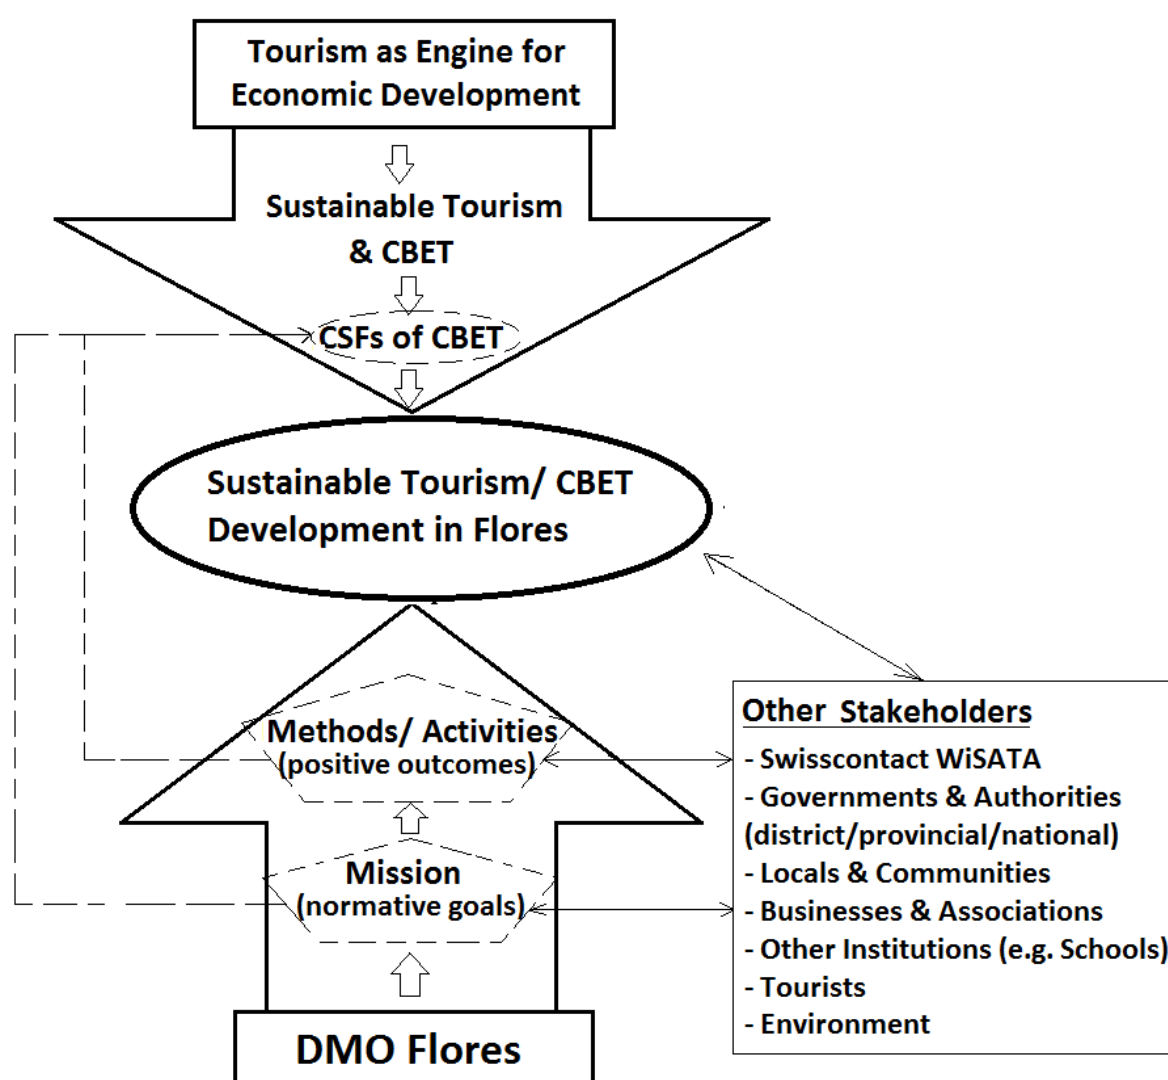 Tourism as Engine for
Economic Development
Sustainable Tourism
& CBET
CSFs of CBET
Sustainable Tourism/ CBET
Development in Flores
Methods/ Activities
(positive outcomes)
Mission
(normative goals)
DMO Flores
Other Stakeholders
- Swisscontact WiSATA
- Governments & Authorities
(district/provincial/national)
- Locals & Communities
- Businesses & Associations
- Other Institutions (e.g. Schools)
- Tourists
- Environment